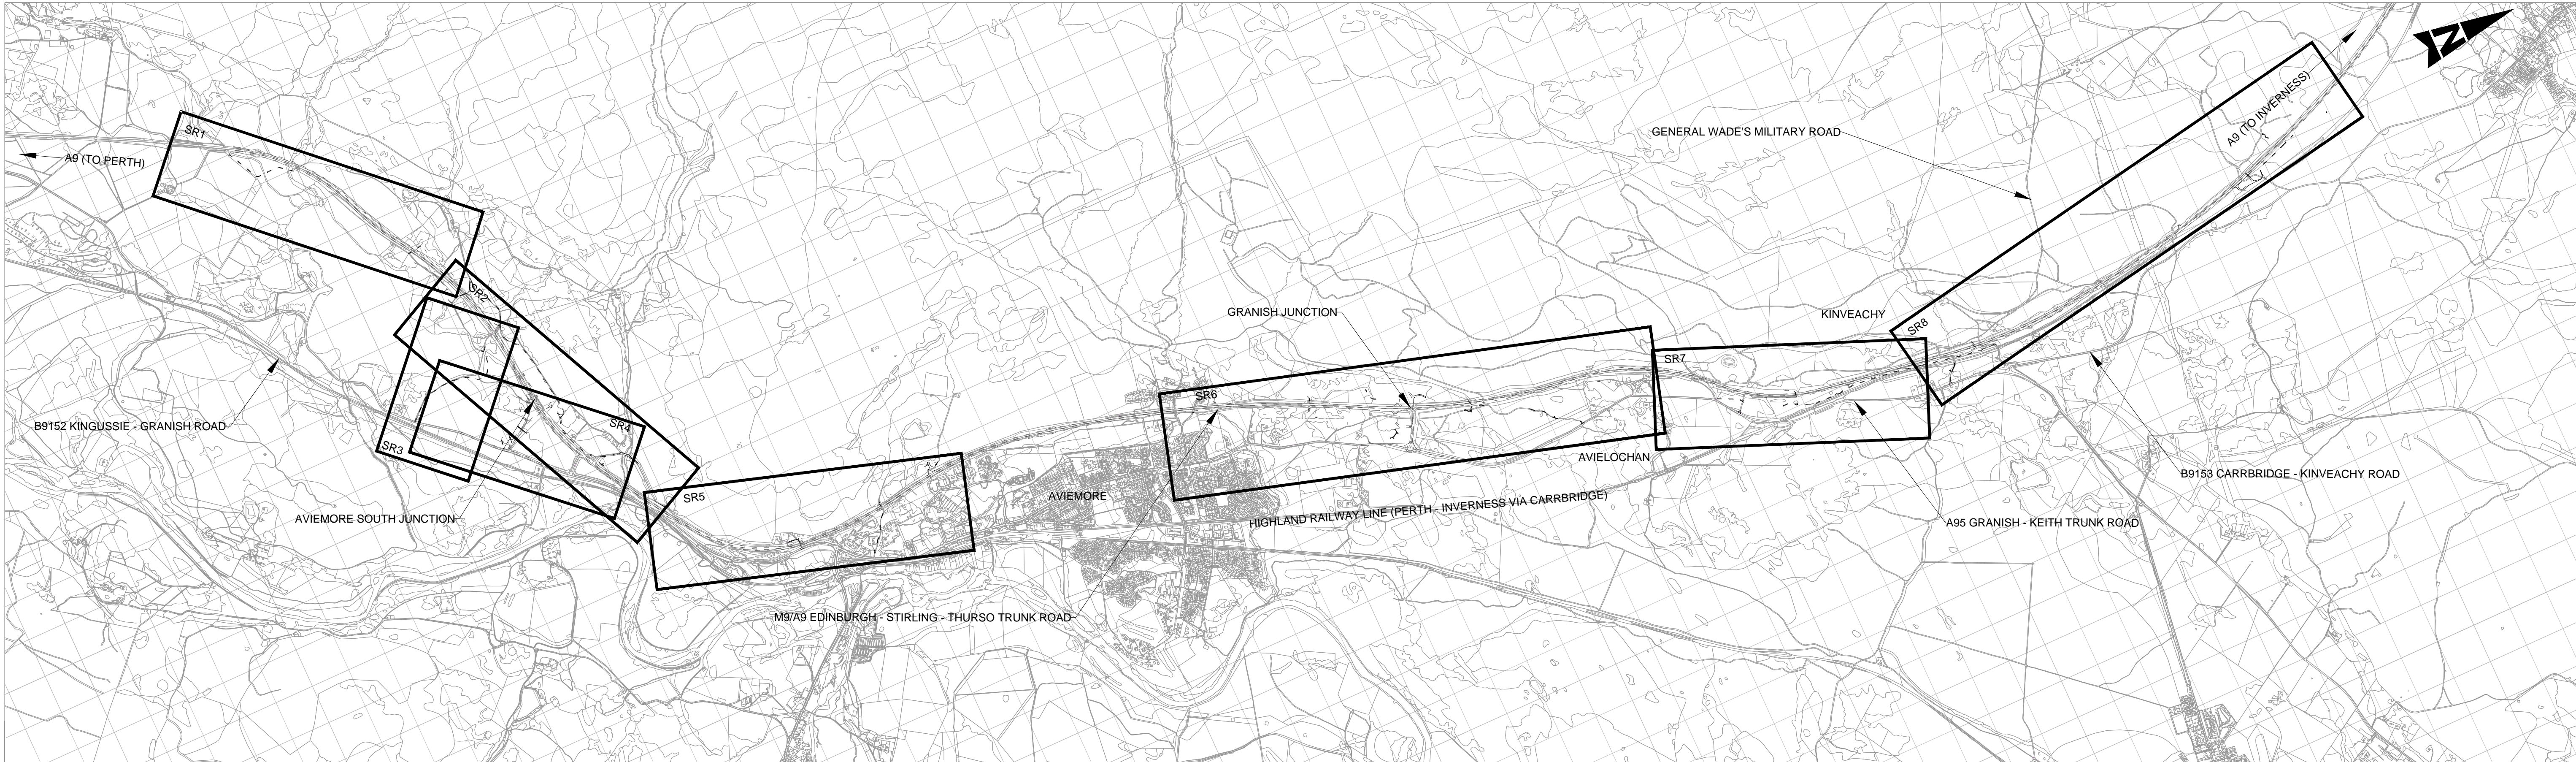 SR1
A9 (TO PERTH)
SR2
B9152 KINGUSSIE - GRANISH ROAD
SR3
SR4
AVIEMORE SOUTH JUNCTION
SR5
AVIEMORE
M9/A9 EDINBURGH - STIRLING - THURSO TRUNK ROAD
SR6
GRANISH JUNCTION
HIGHLAND RAILWAY LINE (PERTH - INVERNESS VIA CARRBRIDGE)
AVIELOCHAN
SR7
KINVEACHY
GENERAL WADE'S MILITARY ROAD
SR8
A9 (TO INVERNESS)
B9153 CARRBRIDGE - KINVEACHY ROAD
A95 GRANISH - KEITH TRUNK ROAD
N